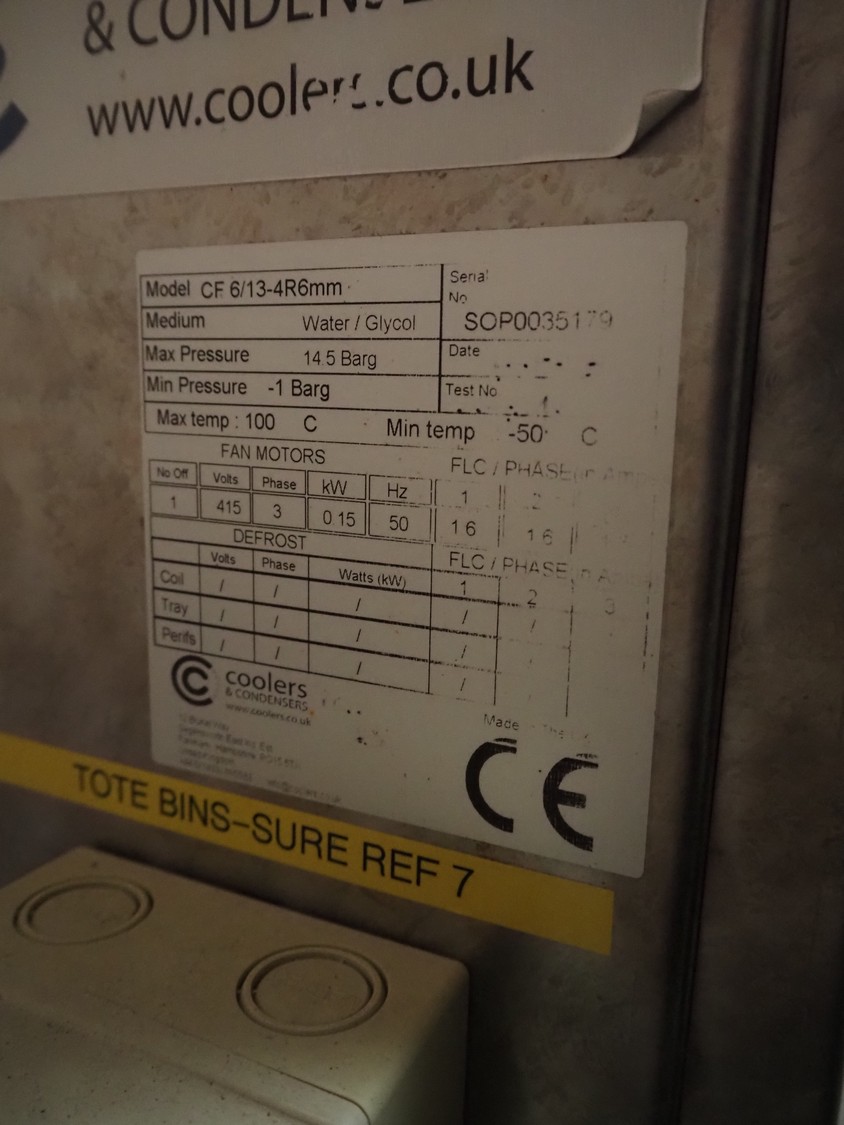 & CONDENS
www.coolers.co.uk
Model CF 6/13-4R6mm
Serial No
SOP0035179
Medium Water / Glycol
Max Pressure 14.5 Barg
Date
Min Pressure -1 Barg
Test No
Max temp : 100 C Min temp -50 C
FAN MOTORS
FLC / PHASE
No Off Volts Phase kW Hz 1 2
1 415 3 0.15 50 1 6 1 6
DEFROST
FLC / PHASE
Volts Phase Watts (kW) 1 2 3
Coil / / / / /
Tray / / / /
Perifs / / / /
coolers
& CONDENSERS
www.coolers.co.uk
Made
CE
TOTE BINS-SURE REF 7